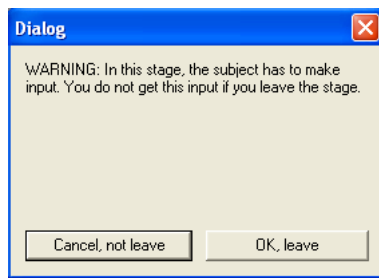 Dialog
WARNING: In this stage, the subject has to make
input. You do not get this input if you leave the stage.
Cancel, not leave
OK, leave